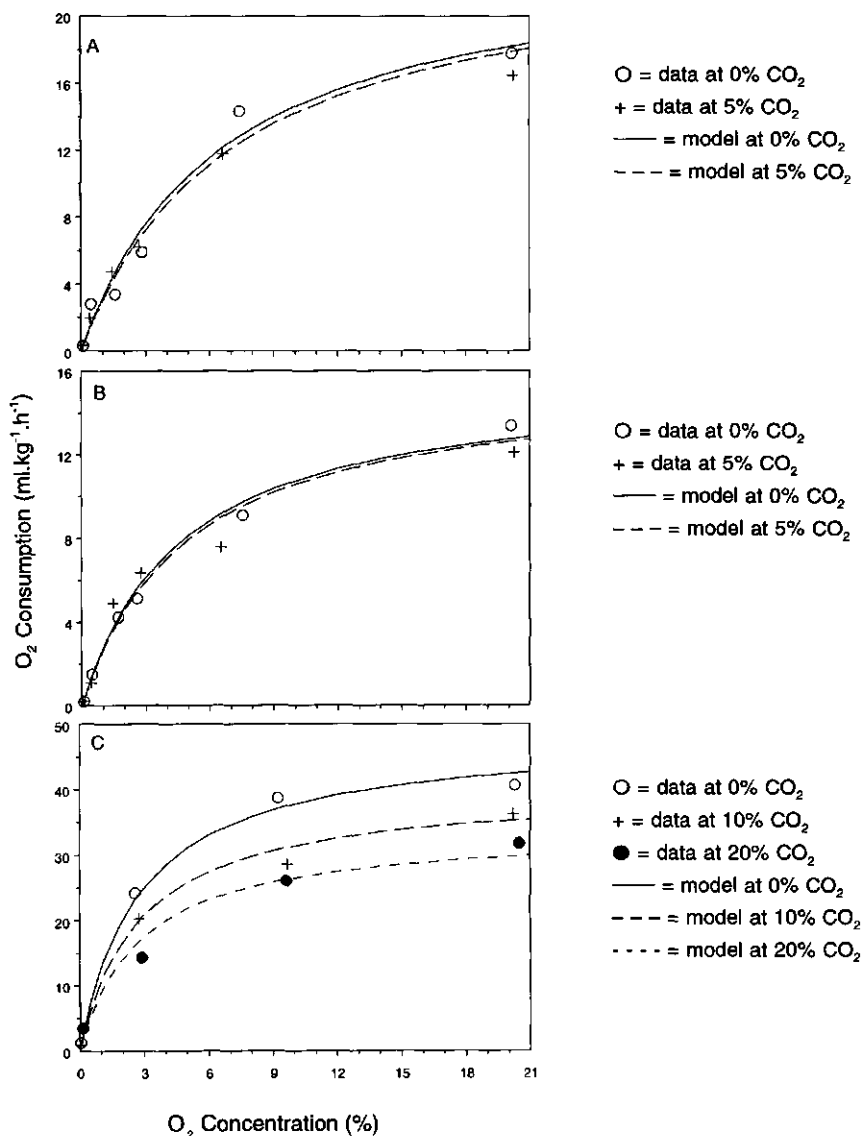 A
20
16
12
8
4
0
○ = data at 0% CO₂
+ = data at 5% CO₂
= model at 0% CO₂
= model at 5% CO₂
B
16
12
8
4
0
○ = data at 0% CO₂
+ = data at 5% CO₂
= model at 0% CO₂
= model at 5% CO₂
O₂ Consumption (ml.kg⁻¹.h⁻¹)
C
50
40
30
20
10
0
○ = data at 0% CO₂
+ = data at 10% CO₂
● = data at 20% CO₂
= model at 0% CO₂
= model at 10% CO₂
= model at 20% CO₂
0 3 6 9 12 15 18 21
O₂ Concentration (%)